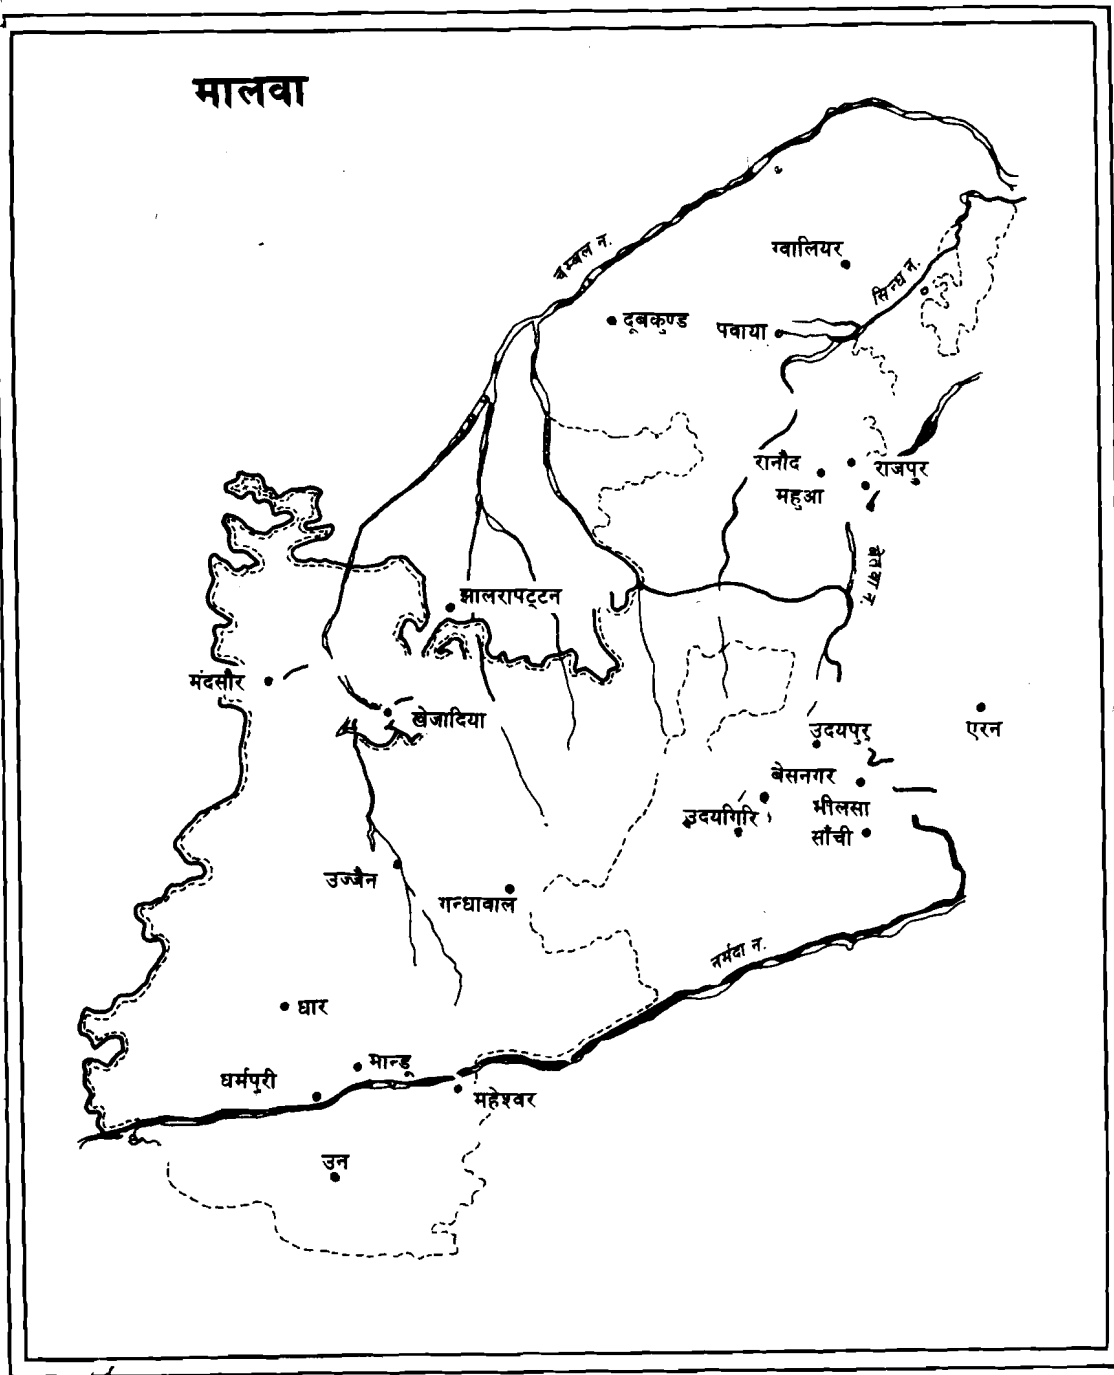 मालवा
चम्बल न.
ग्वालियर
सिन्ध न.
दूबकुण्ड
पवाया
रानौद
राजपुर
महुआ
बेतवा न.
झालरापट्टन
मंदसौर
खेजादिया
एरन
उदयपुर
बेसनगर
भीलसा
उदयगिरि
साँची
उज्जैन
गन्धावाल
नर्मदा न.
धार
मान्डू
धर्मपुरी
महेश्वर
उन